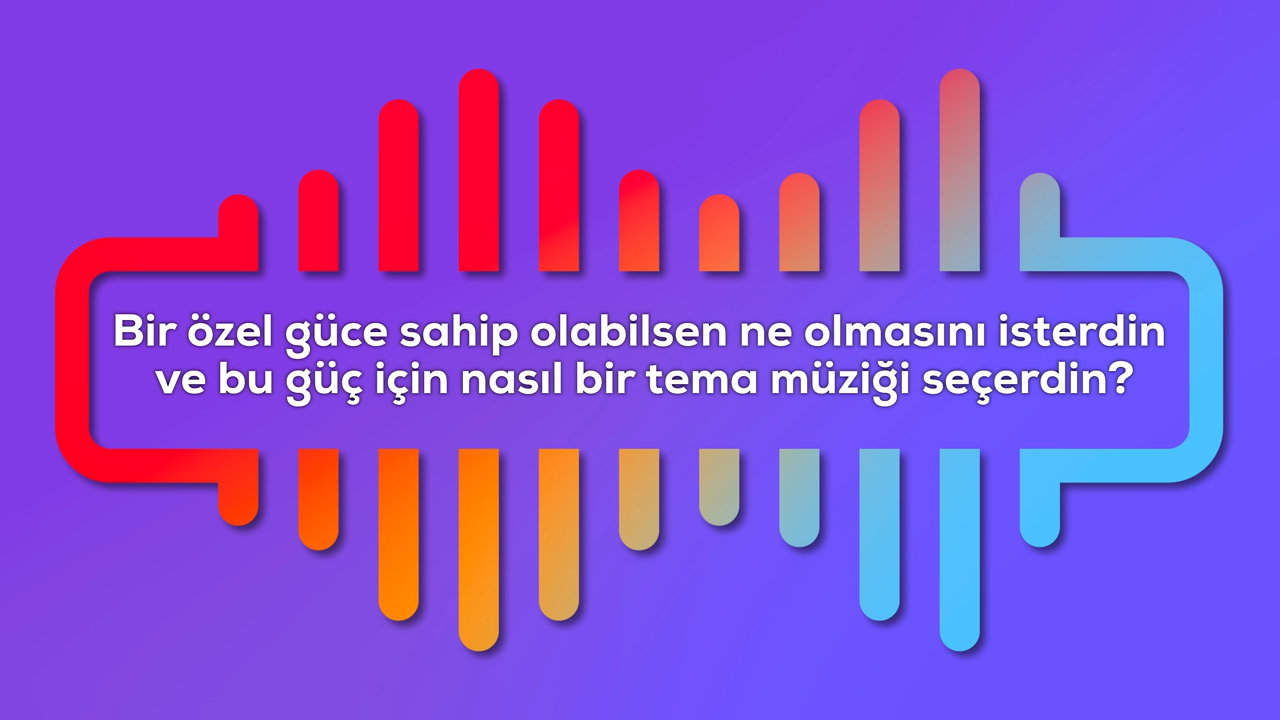 Bir özel güce sahip olabilsen ne olmasını isterdin
ve bu güç için nasıl bir tema müziği seçerdin?